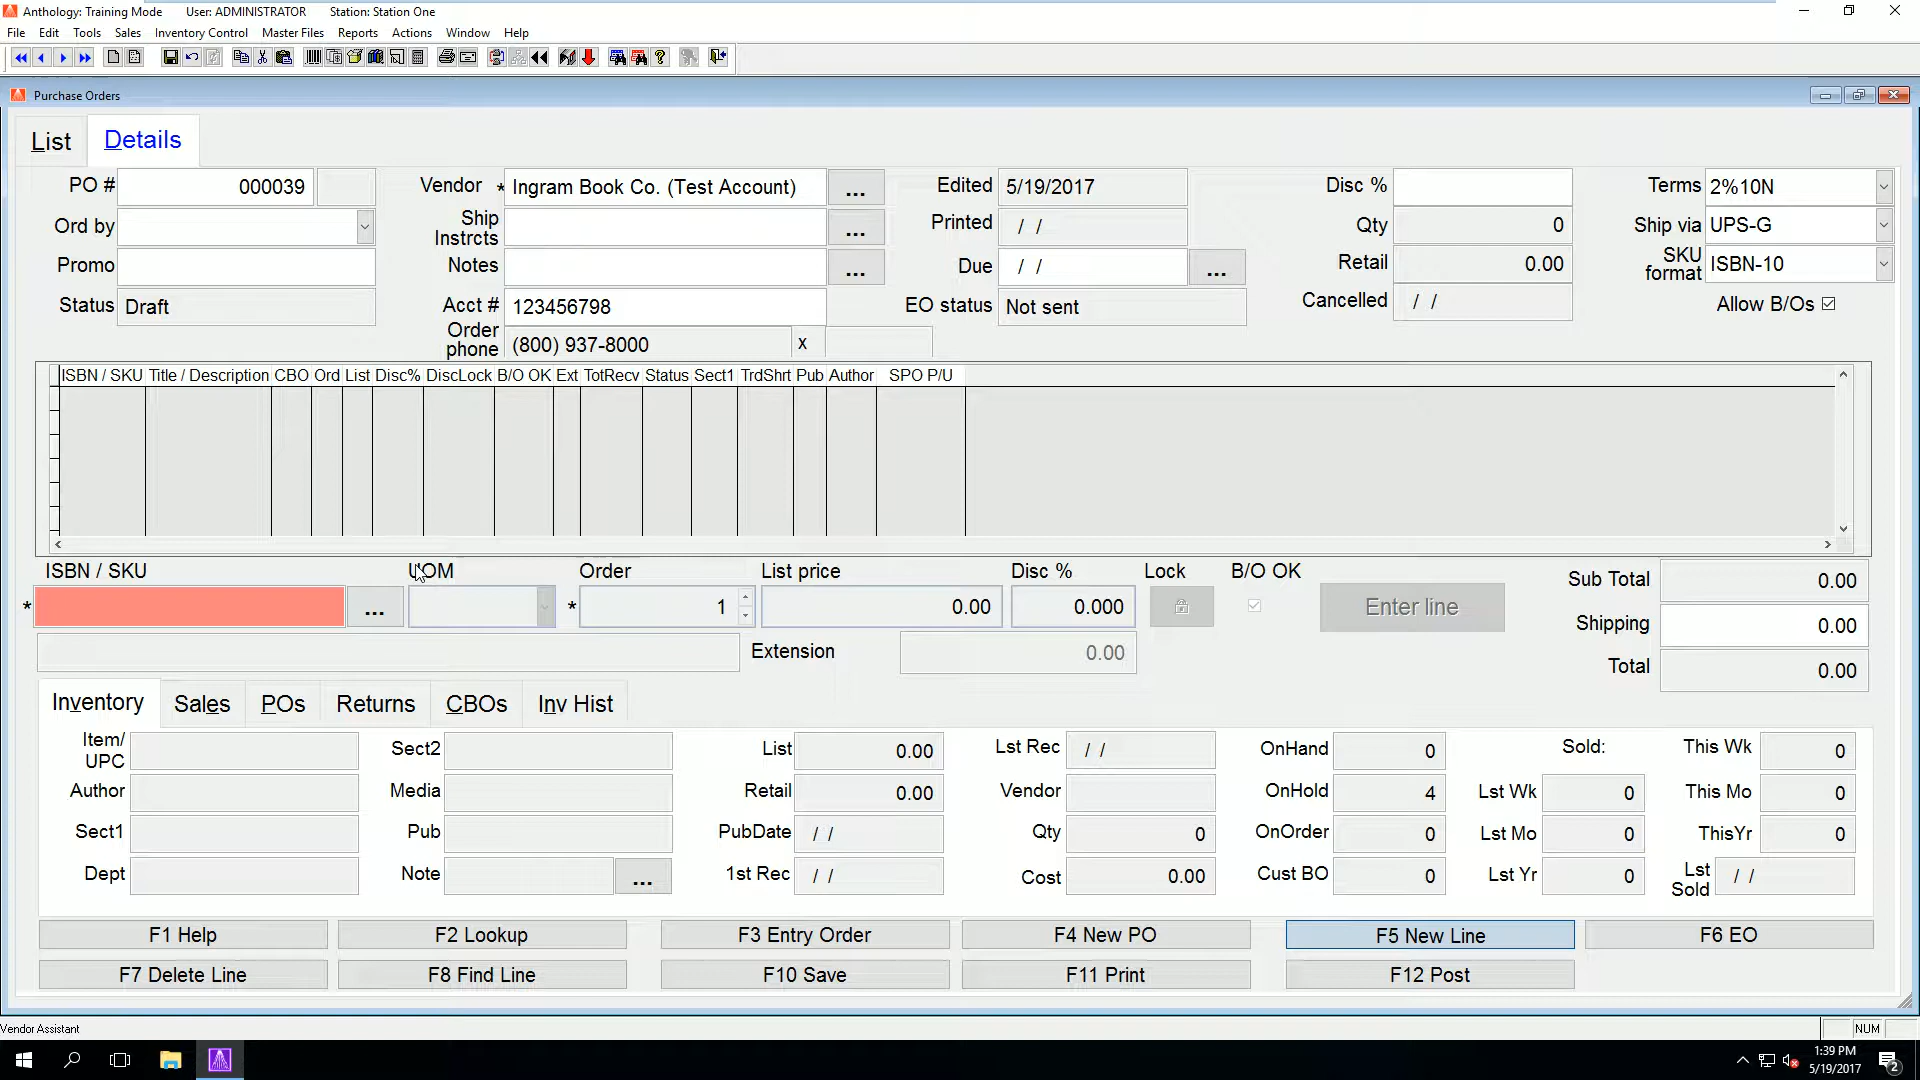 Anthology: Training Mode User: ADMINISTRATOR Station: Station One
File Edit Tools Sales Inventory Control Master Files Reports Actions Window Help
Purchase Orders
List Details
PO # 000039 Vendor * Ingram Book Co. (Test Account) ... Edited 5/19/2017 Disc % Terms 2%10N
Ord by Ship Instrcts ... Printed / / Qty 0 Ship via UPS-G
Promo Notes ... Due / / ... Retail 0.00 SKU format ISBN-10
Status Draft Acct # 123456798 EO status Not sent Cancelled / / Allow B/Os
Order phone (800) 937-8000 x
ISBN / SKU Title / Description CBO Ord List Disc% DiscLock B/O OK Ext TotRecv Status Sect1 TrdShrt Pub Author SPO P/U
ISBN / SKU UOM Order List price Disc % Lock B/O OK Sub Total 0.00
* ... * 1 0.00 0.000 Enter line Shipping 0.00
Extension 0.00 Total 0.00
Inventory Sales POs Returns CBOs Inv Hist
Item/ UPC Sect2 List 0.00 Lst Rec / / OnHand 0 Sold: This Wk 0
Author Media Retail 0.00 Vendor OnHold 4 Lst Wk 0 This Mo 0
Sect1 Pub PubDate / / Qty 0 OnOrder 0 Lst Mo 0 ThisYr 0
Dept Note ... 1st Rec / / Cost 0.00 Cust BO 0 Lst Yr 0 Lst Sold / /
F1 Help F2 Lookup F3 Entry Order F4 New PO F5 New Line F6 EO
F7 Delete Line F8 Find Line F10 Save F11 Print F12 Post
Vendor Assistant NUM
1:39 PM
5/19/2017 2